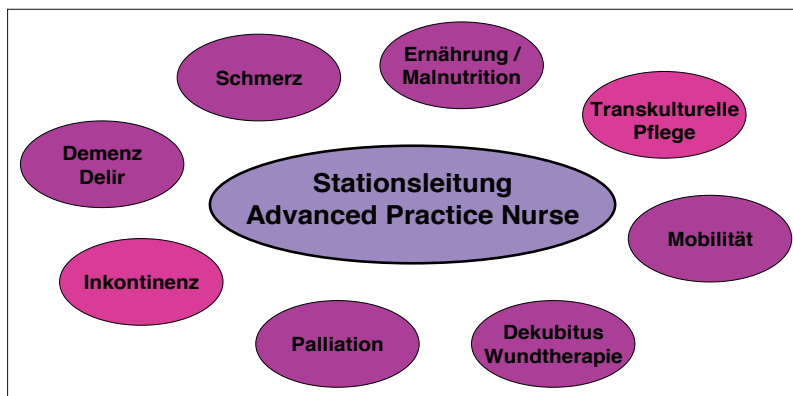 Ernährung /
Malnutrition
Schmerz
Transkulturelle
Pflege
Demenz
Delir
Stationsleitung
Advanced Practice Nurse
Mobilität
Inkontinenz
Palliation
Dekubitus
Wundtherapie